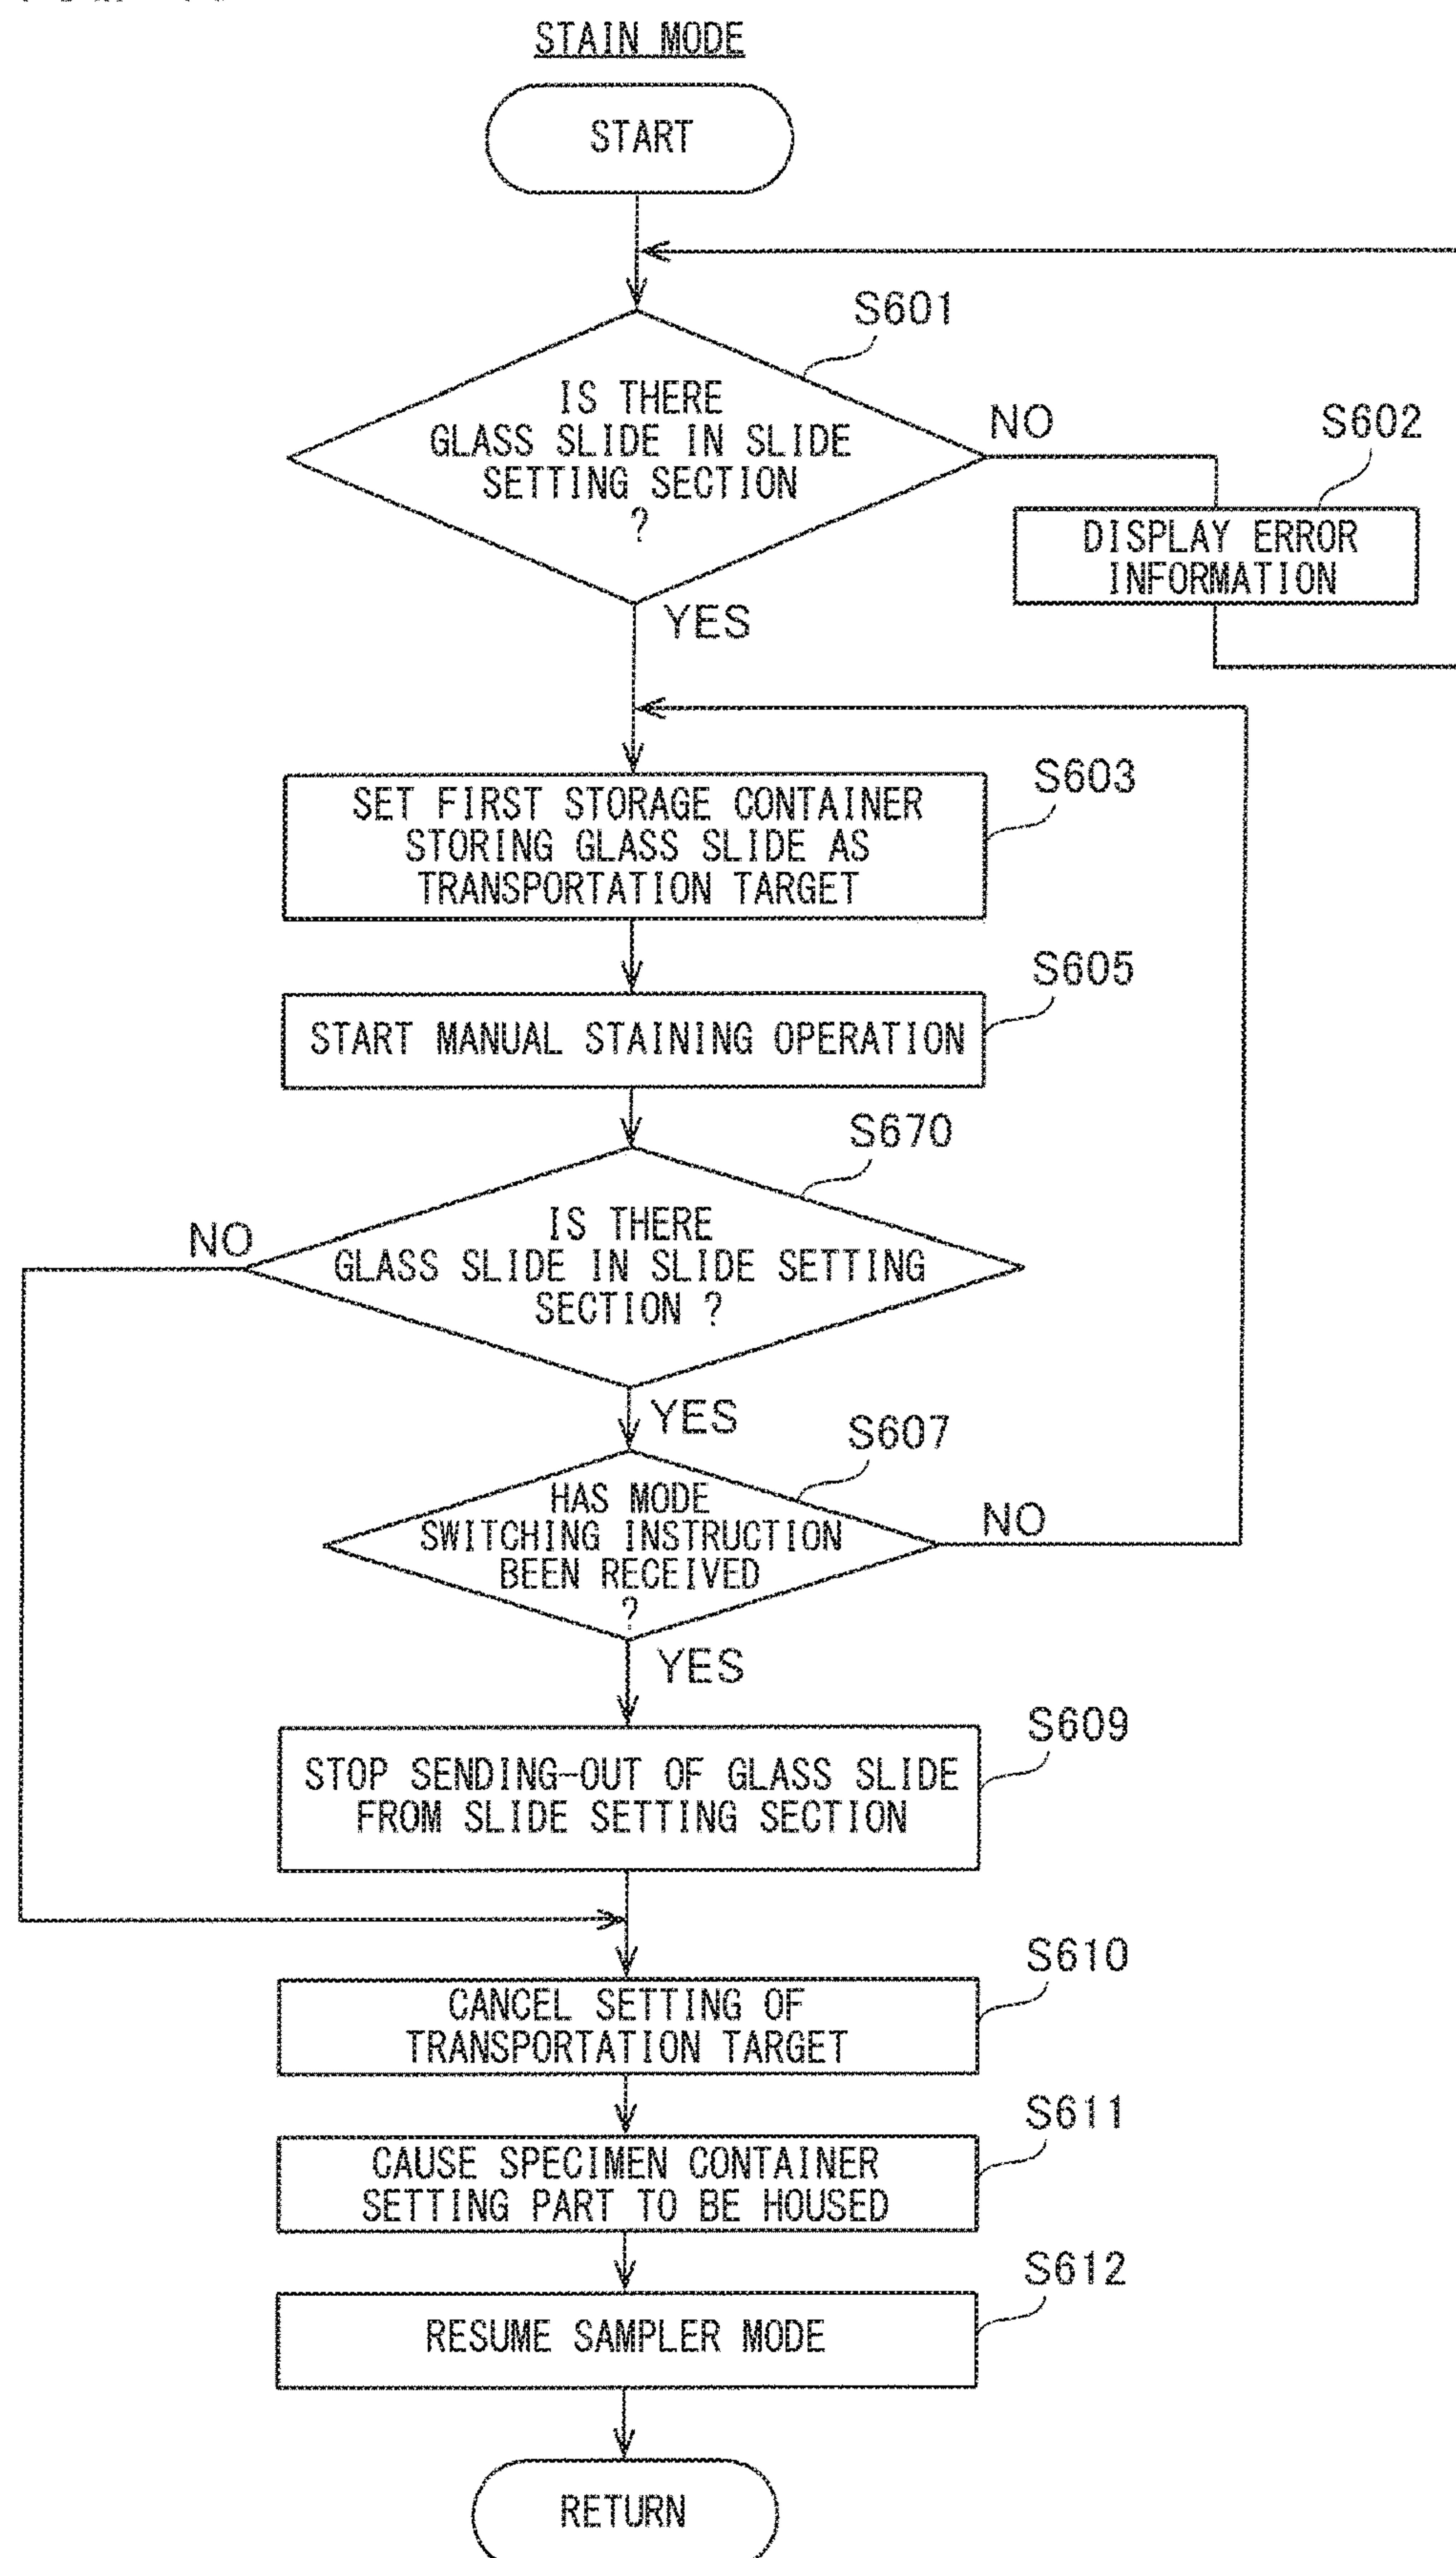 STAIN MODE
START
S601
IS THERE
GLASS SLIDE IN SLIDE
SETTING SECTION
?
NO
S602
DISPLAY ERROR
INFORMATION
YES
S603
SET FIRST STORAGE CONTAINER
STORING GLASS SLIDE AS
TRANSPORTATION TARGET
S605
START MANUAL STAINING OPERATION
S670
NO
IS THERE
GLASS SLIDE IN SLIDE SETTING
SECTION ?
YES
S607
HAS MODE
SWITCHING INSTRUCTION
BEEN RECEIVED
?
NO
YES
S609
STOP SENDING-OUT OF GLASS SLIDE
FROM SLIDE SETTING SECTION
S610
CANCEL SETTING OF
TRANSPORTATION TARGET
S611
CAUSE SPECIMEN CONTAINER
SETTING PART TO BE HOUSED
S612
RESUME SAMPLER MODE
RETURN